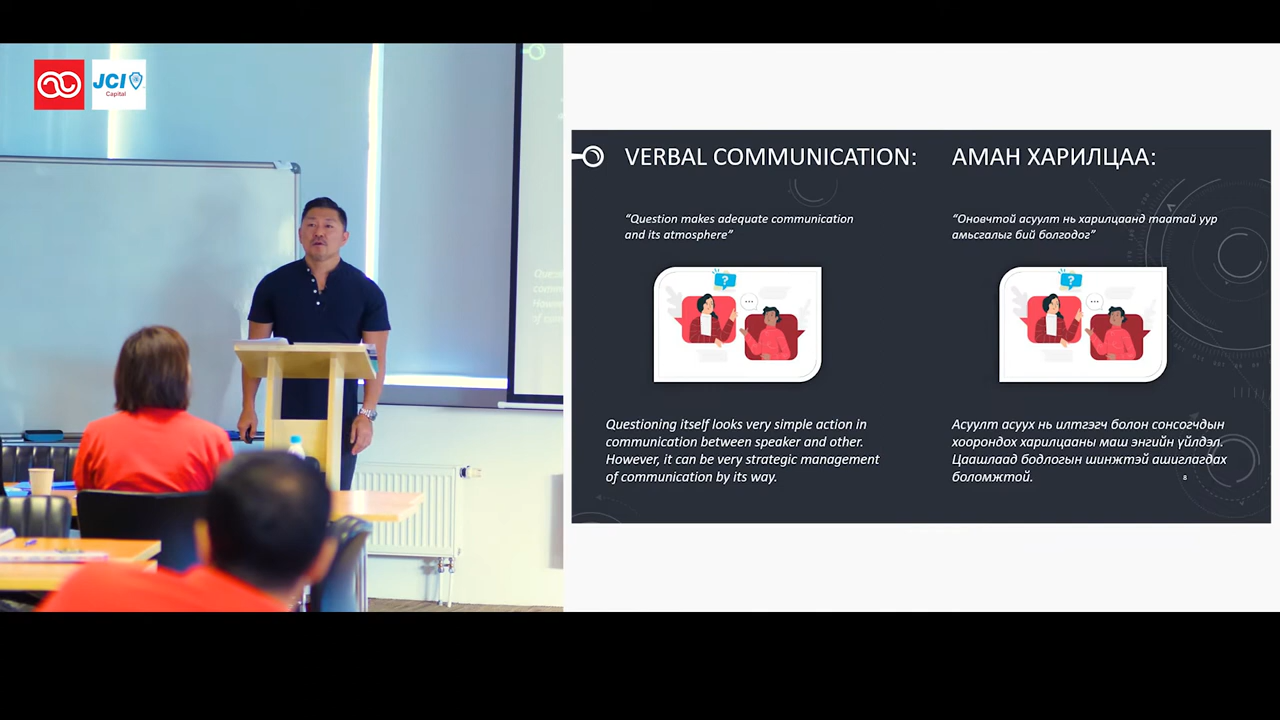 JCI
Capital
VERBAL COMMUNICATION:
“Question makes adequate communication
and its atmosphere”
?
Questioning itself looks very simple action in
communication between speaker and other.
However, it can be very strategic management
of communication by its way.
АМАН ХАРИЛЦАА:
“Оновчтой асуулт нь харилцаанд таатай уур
амьсгалыг бий болгодог”
?
Асуулт асуух нь илтгэгч болон сонсогчдын
хоорондох харилцааны маш энгийн үйлдэл.
Цаашлаад бодлогын шинжтэй ашиглагдах
боломжтой.
8